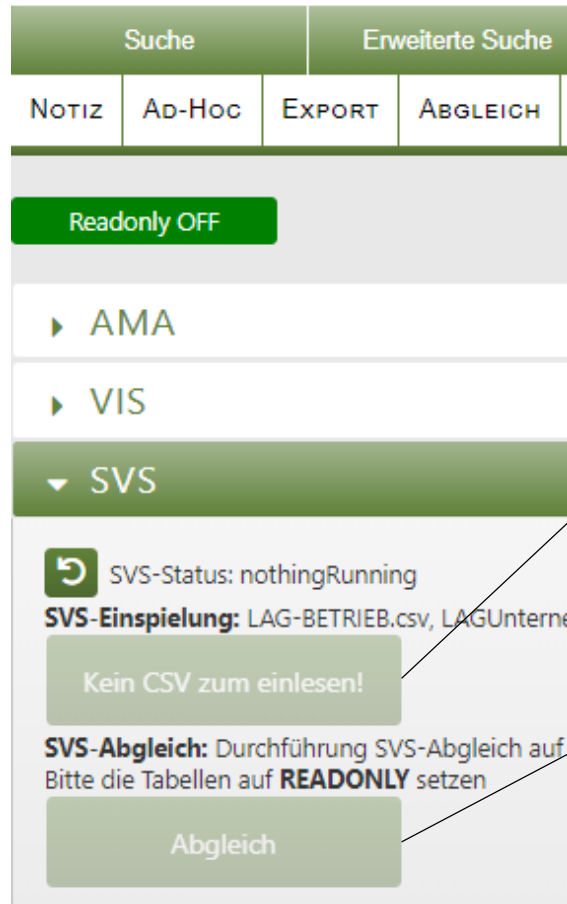 Suche Erweiterte Suche
Notiz Ad-Hoc Export Abgleich
Readonly OFF
AMA
VIS
SVS
SVS-Status: nothingRunning
SVS-Einspielung: LAG-BETRIEB.csv, LAGUnterne
Kein CSV zum einlesen!
SVS-Abgleich: Durchführung SVS-Abgleich auf
Bitte die Tabellen auf READONLY setzen
Abgleich